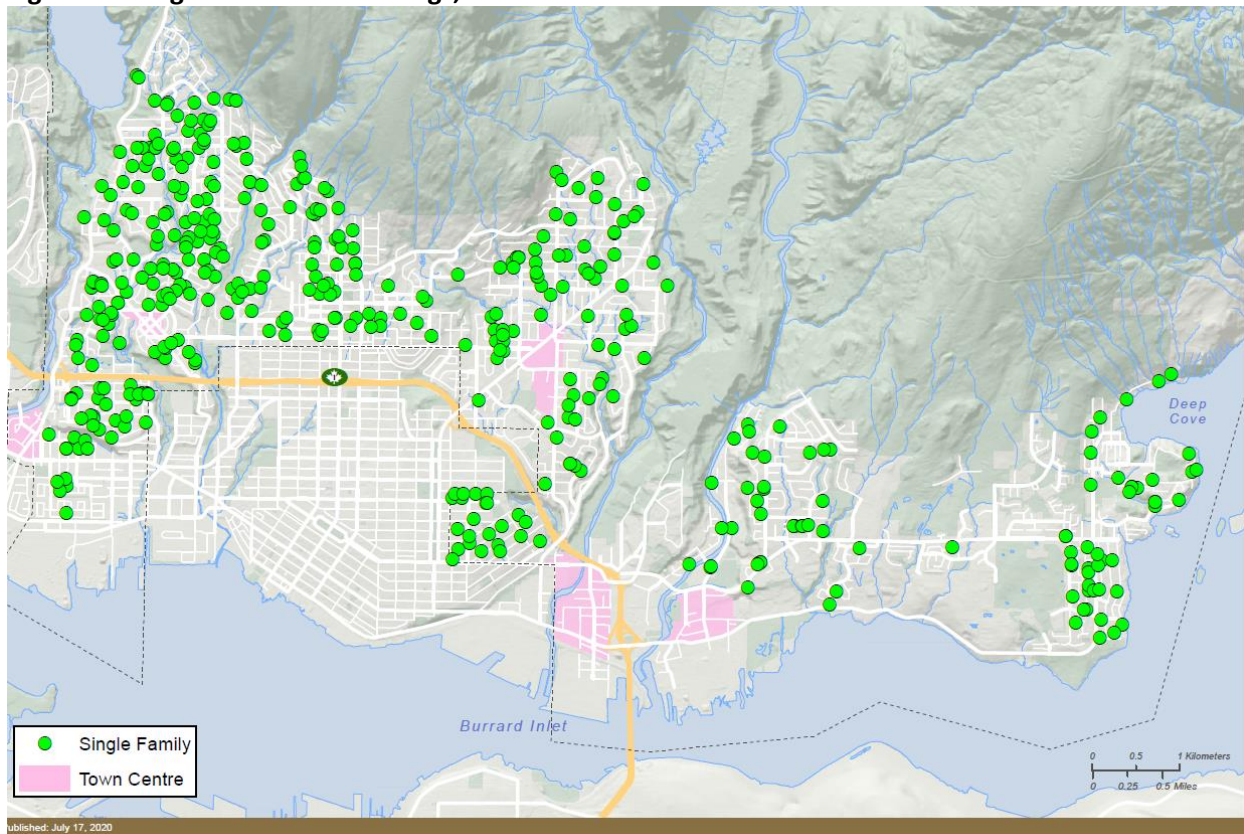 Deep
Cove
Burrard Inlet
Single Family
Town Centre
0 0.5 1 Kilometers
0 0.25 0.5 Miles
Published: July 17, 2020